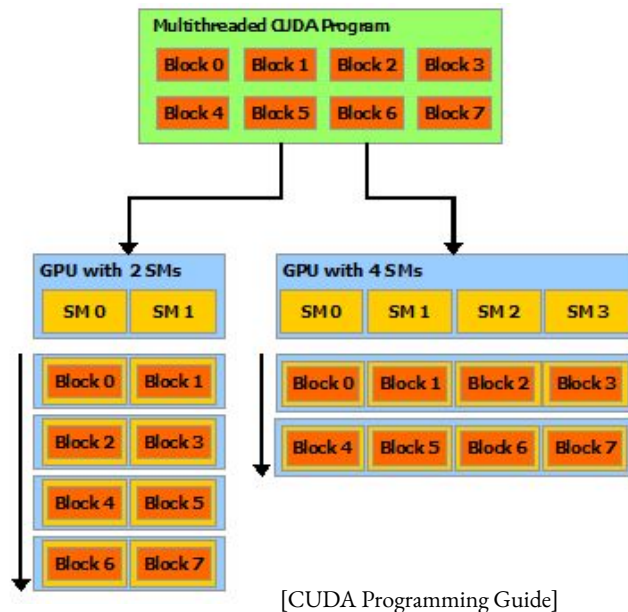 Multithreaded CUDA Program
Block 0 Block 1 Block 2 Block 3
Block 4 Block 5 Block 6 Block 7
GPU with 2 SMs
SM 0 SM 1
Block 0 Block 1
Block 2 Block 3
Block 4 Block 5
Block 6 Block 7
GPU with 4 SMs
SM 0 SM 1 SM 2 SM 3
Block 0 Block 1 Block 2 Block 3
Block 4 Block 5 Block 6 Block 7
[CUDA Programming Guide]